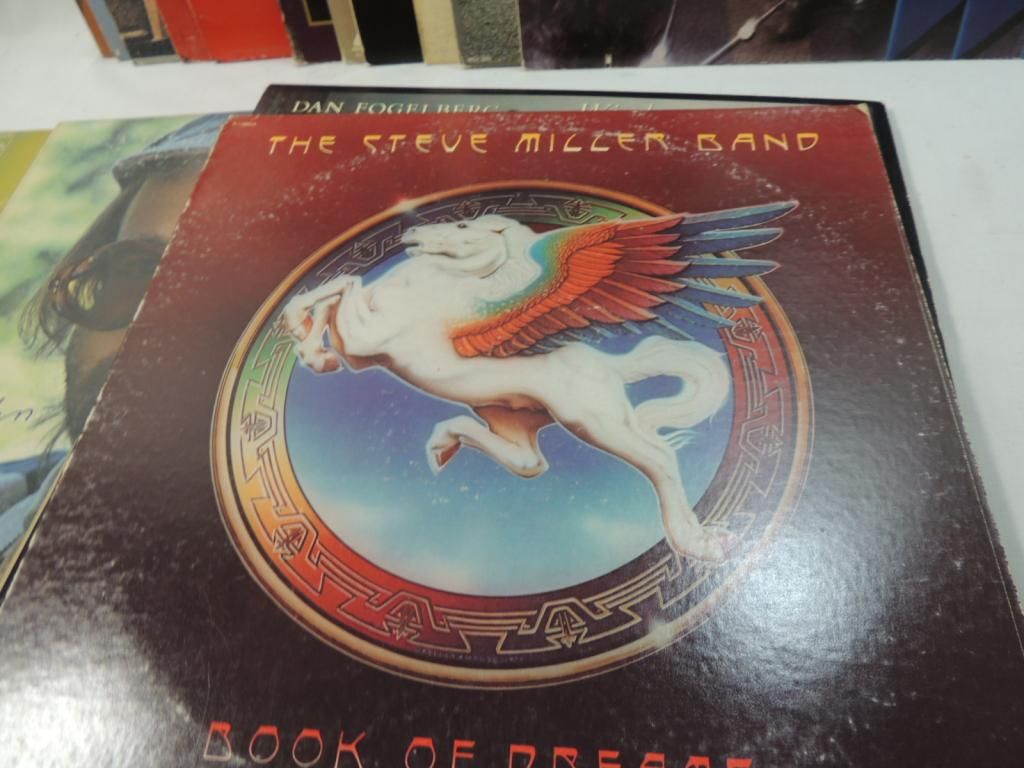 DAN FOGELBERG
THE STEVE MILLER BAND
BOOK OF DREAMS